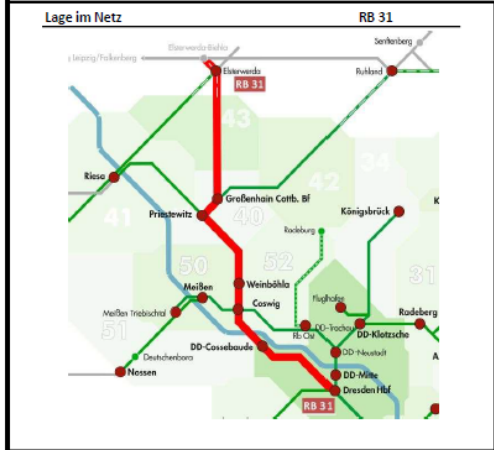 Lage im Netz RB 31
Senftenberg
Elsterwerda-Biehla
g Leipzig/Falkenberg
Elsterwerda
Ruhland
RB 31
43
34
Riesa
42
Großenhain Cottb. Bf
Königsbrück
K
41
Priestewitz
40
Radeburg
50
52
31
Weinböhla
Meißen
Flughafen
Coswig
Radeberg
Meißen Triebischtal
51
Rb Ost
DD-Trachau
DD-Klotzsche
DD-Cossebaude
DD-Neustadt
A
Deutschenbora
Nossen
DD-Mitte
Dresden Hbf
RB 31